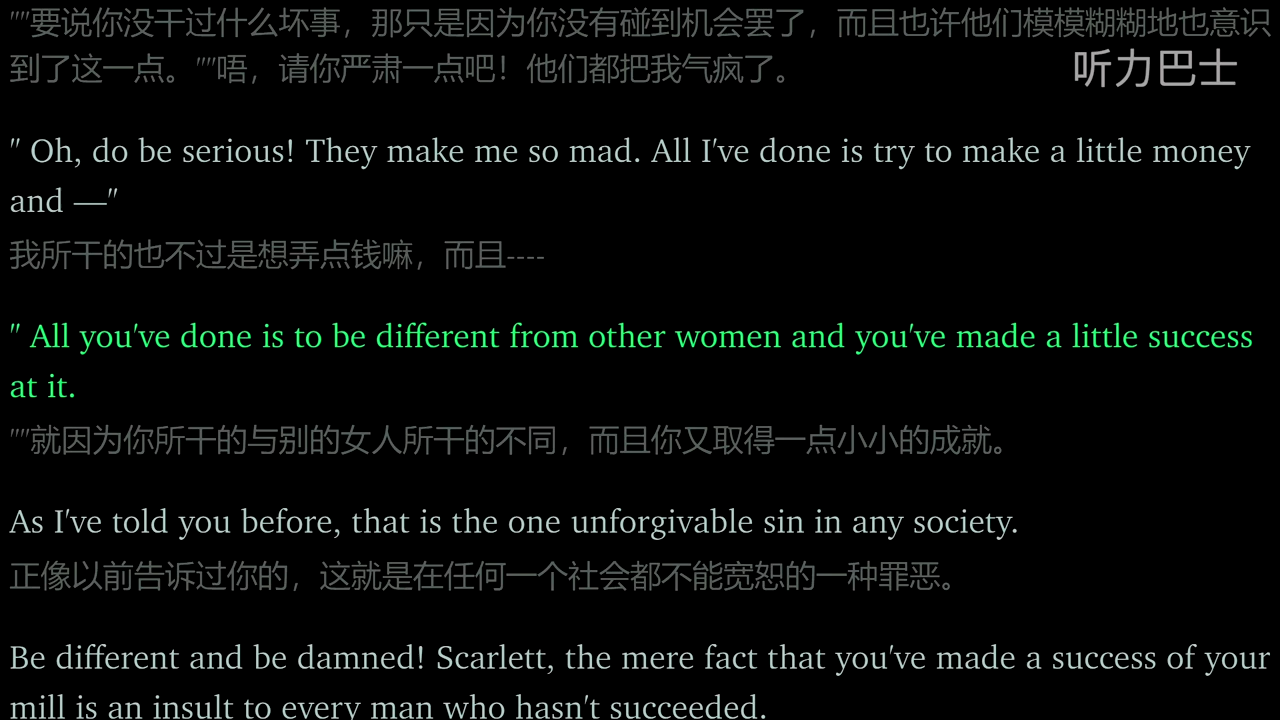 ""要说你没干过什么坏事，那只是因为你没有碰到机会罢了，而且也许他们模模糊糊地也意识
到了这一点。""唔，请你严肃一点吧！他们都把我气疯了。
听力巴士
" Oh, do be serious! They make me so mad. All I've done is try to make a little money
and —"
我所干的也不过是想弄点钱嘛，而且----
" All you've done is to be different from other women and you've made a little success
at it.
""就因为你所干的与别的女人所干的不同，而且你又取得一点小小的成就。
As I've told you before, that is the one unforgivable sin in any society.
正像以前告诉过你的，这就是在任何一个社会都不能宽恕的一种罪恶。
Be different and be damned! Scarlett, the mere fact that you've made a success of your
mill is an insult to every man who hasn't succeeded.